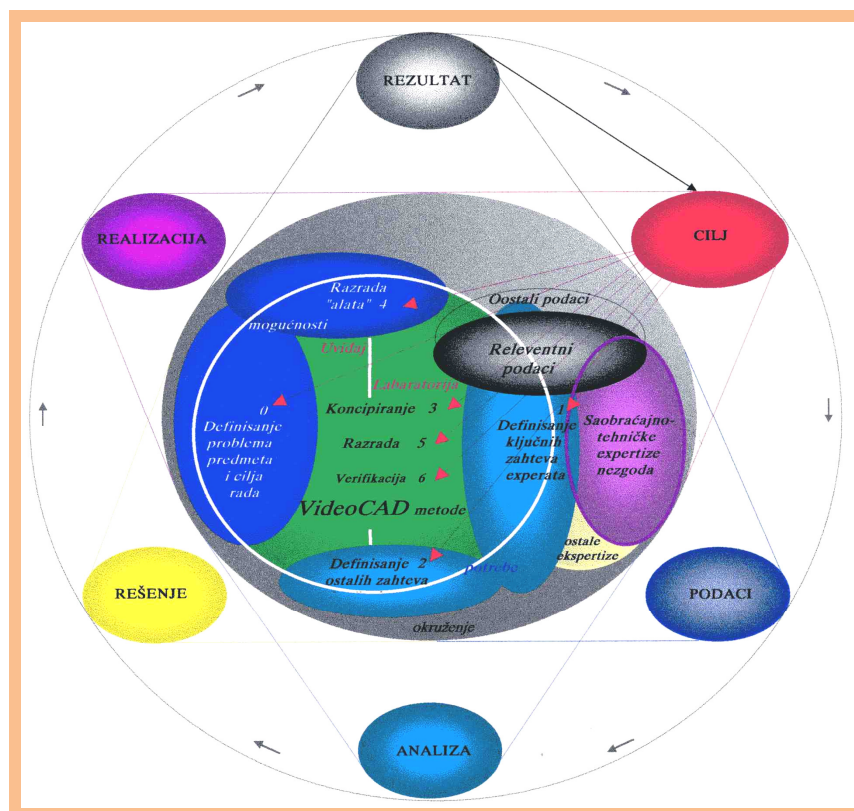 REZULTAT
REALIZACIJA
CILJ
Razrada
"alata" 4
mogućnosti
Oostali podaci
Uviđaj
Releventni
podaci
Labaratorija
0
Definisanje
problema
predmeta
i cilja
rada
Koncipiranje 3
Razrada 5
Verifikacija 6
VideoCAD metode
1
Definisanje
ključnih
zahteva
experata
Saobraćajno-
tehničke
expertize
nezgoda
ostale
ekspertize
Definisanje 2
ostalih zahteva
potrebe
okruženje
REŠENJE
PODACI
ANALIZA